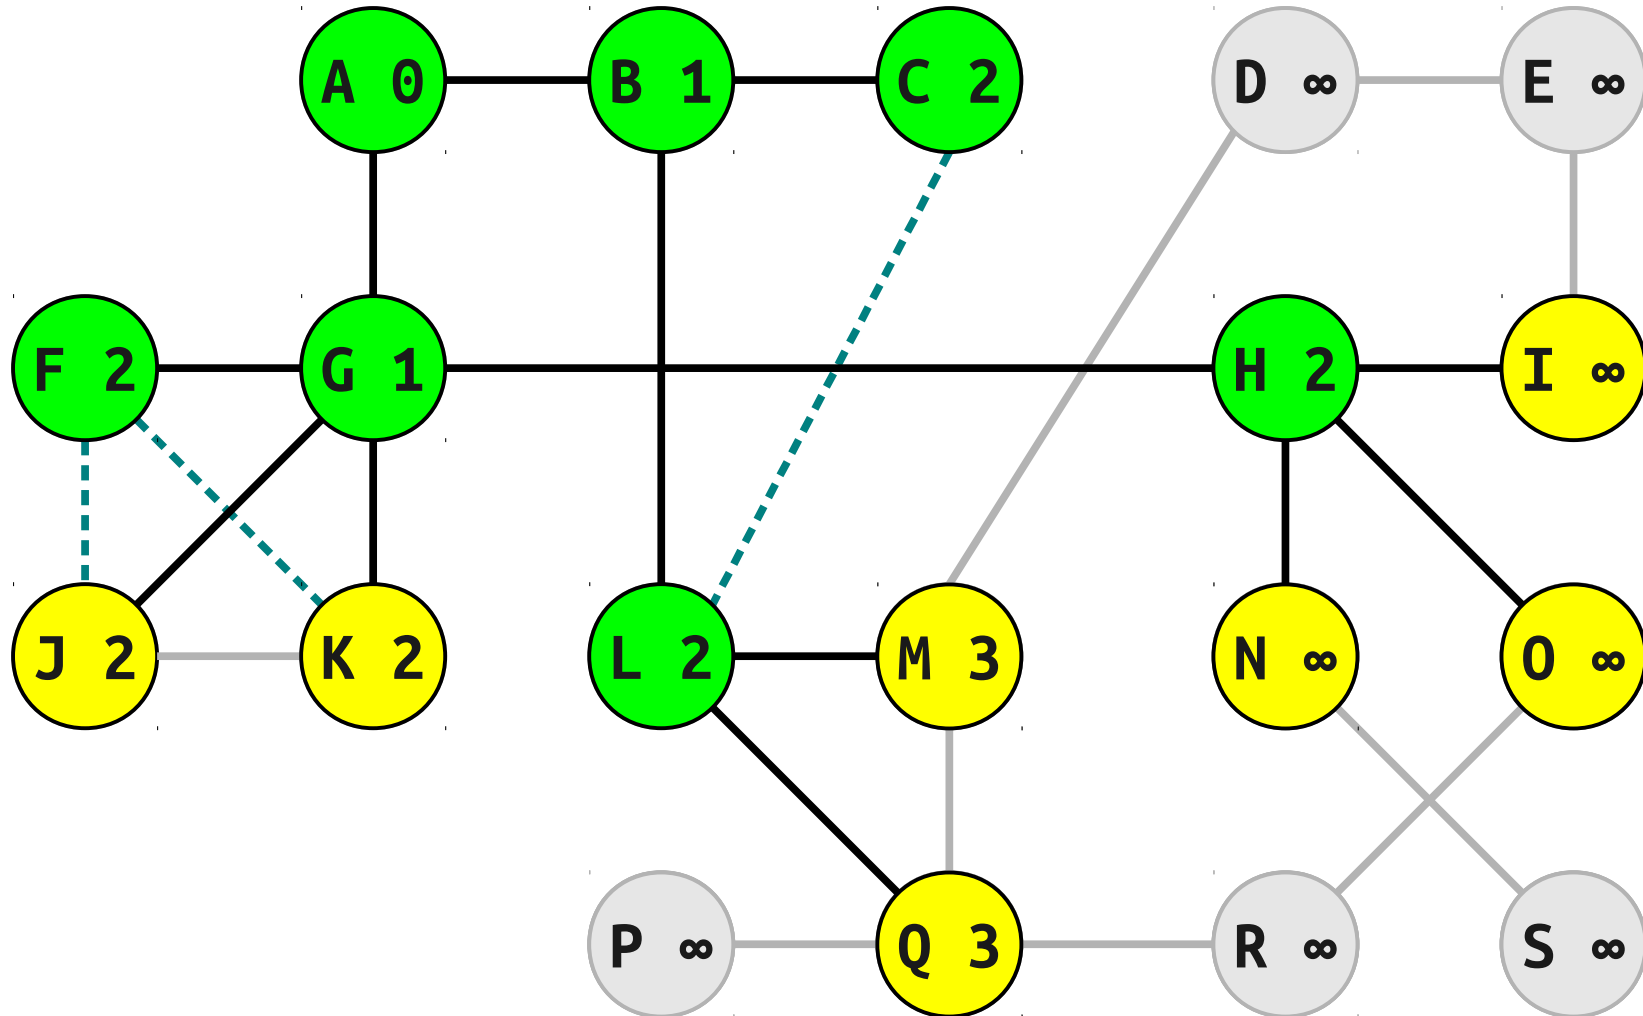 A 0 B 1 C 2 D ∞ E ∞
F 2 G 1 H 2 I ∞
J 2 K 2 L 2 M 3 N ∞ O ∞
P ∞ Q 3 R ∞ S ∞